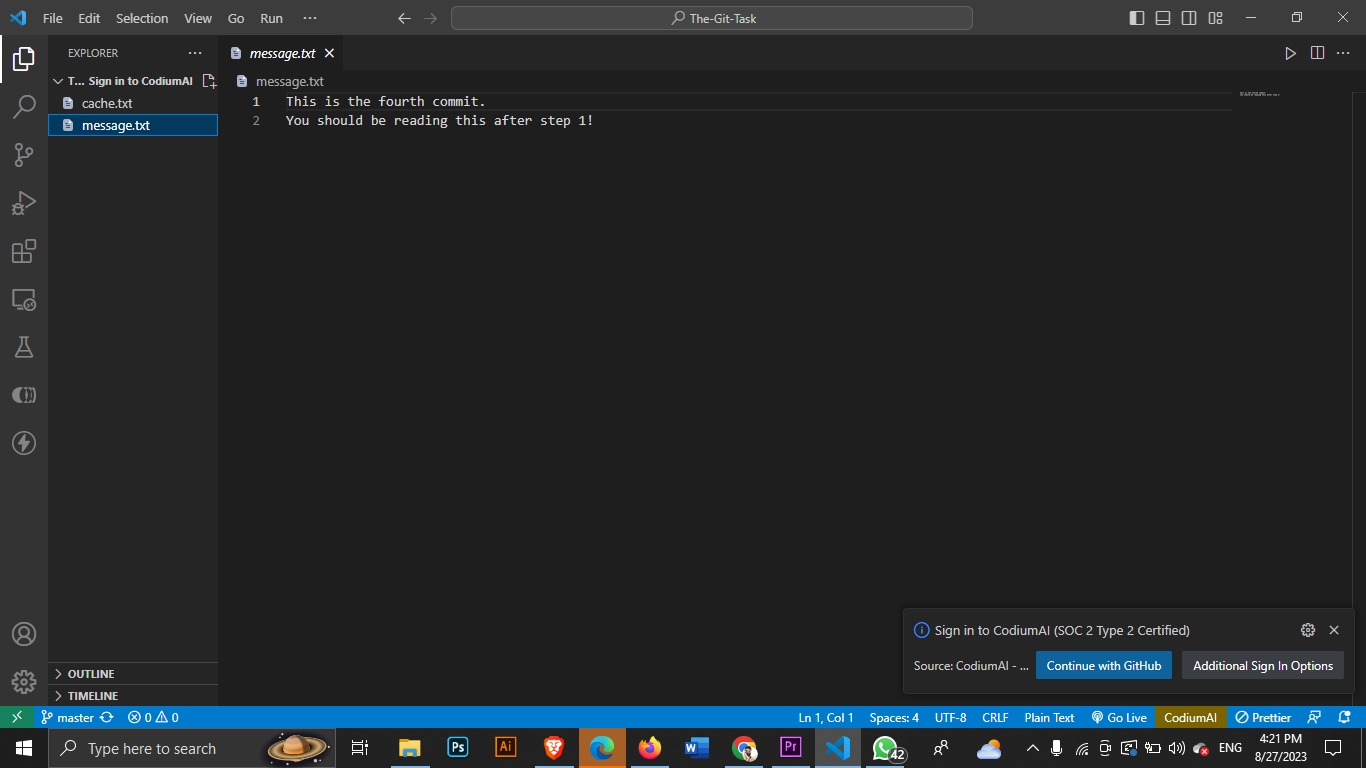 File Edit Selection View Go Run ···
The-Git-Task
EXPLORER ···
message.txt
T... Sign in to CodiumAI
cache.txt
message.txt
message.txt
1 This is the fourth commit.
2 You should be reading this after step 1!
OUTLINE
TIMELINE
Sign in to CodiumAI (SOC 2 Type 2 Certified)
Source: CodiumAI - ... Continue with GitHub Additional Sign In Options
master 0 0 Ln 1, Col 1 Spaces: 4 UTF-8 CRLF Plain Text Go Live CodiumAI Prettier
Type here to search Ps Ai W Pr 42 ENG 4:21 PM
8/27/2023